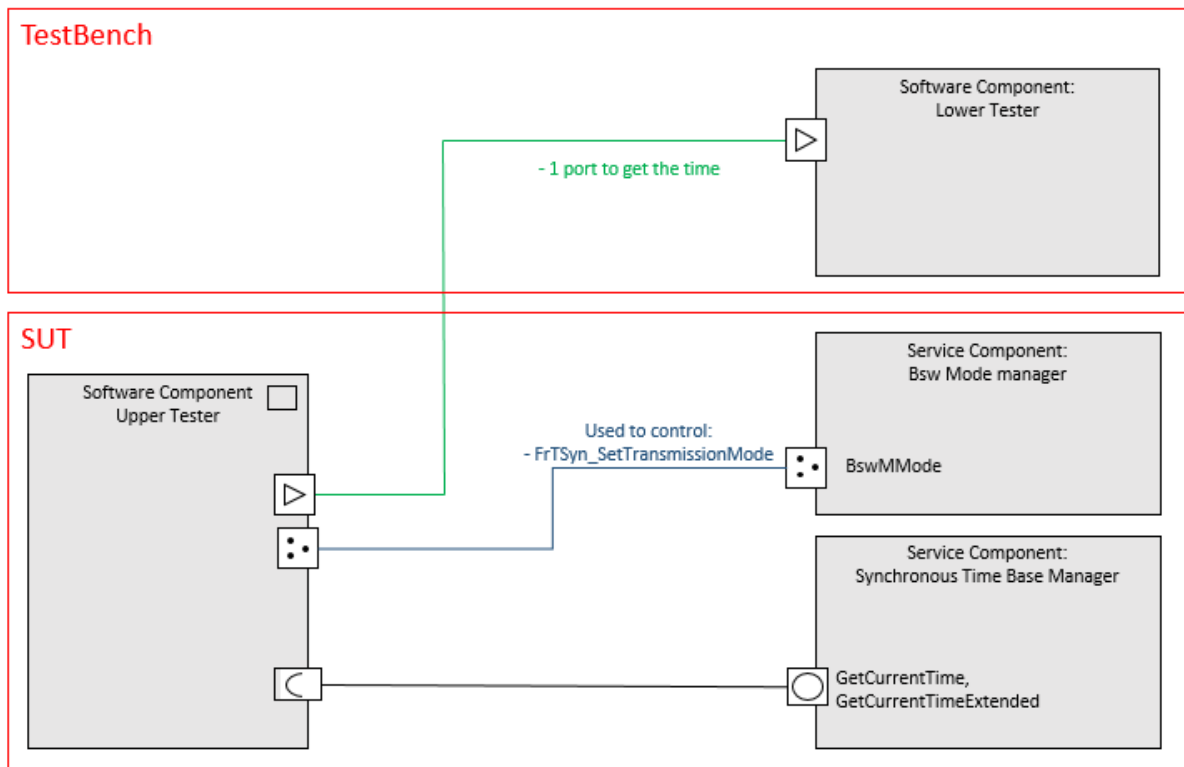 TestBench
Software Component:
Lower Tester
- 1 port to get the time
SUT
Software Component
Upper Tester
Service Component:
Bsw Mode manager
Used to control:
- FrTSyn_SetTransmissionMode
BswMMode
Service Component:
Synchronous Time Base Manager
GetCurrentTime,
GetCurrentTimeExtended